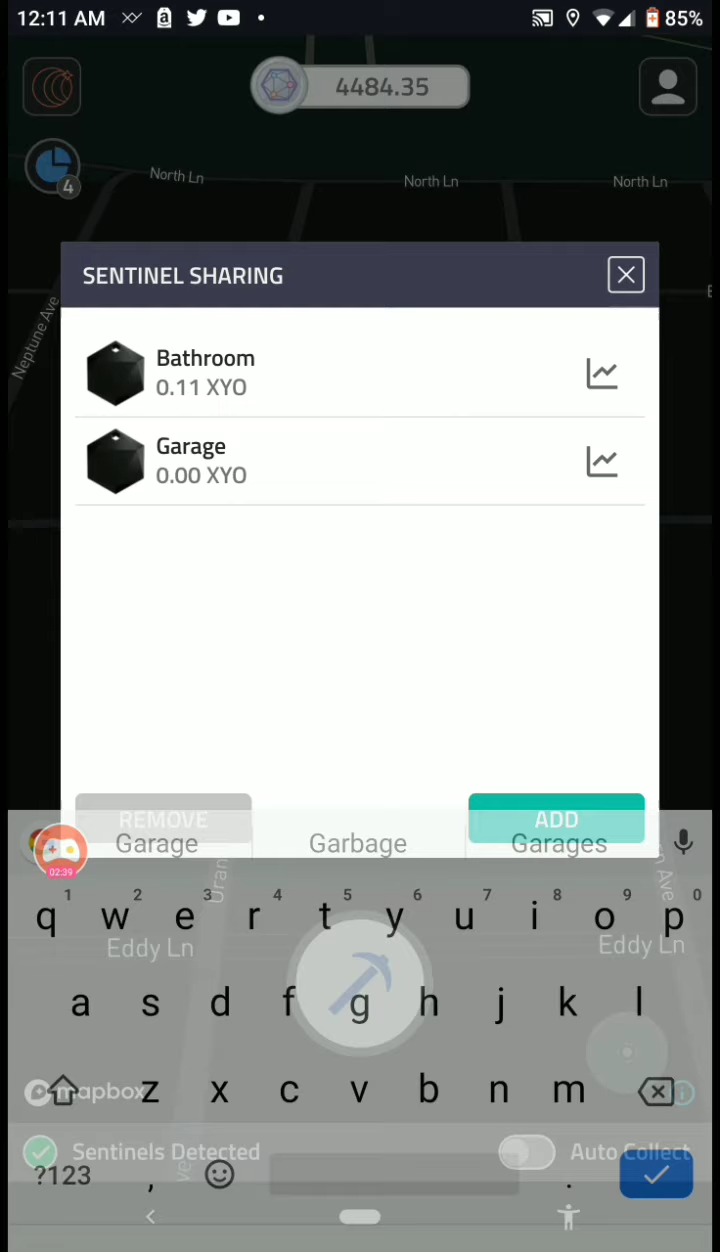 12:11 AM
85%
4484.35
4
North Ln
North Ln
North Ln
Neptune Ave
SENTINEL SHARING
Bathroom
0.11 XYO
Garage
0.00 XYO
REMOVE
ADD
Garage Garbage Garages
02:39
1 2 3 4 5 6 7 8 9 0
q w e r t y u i o p
Eddy Ln
Eddy Ln
a s d f g h j k l
mapbox
z x c v b n m
Sentinels Detected
Auto Collect
?123 , .